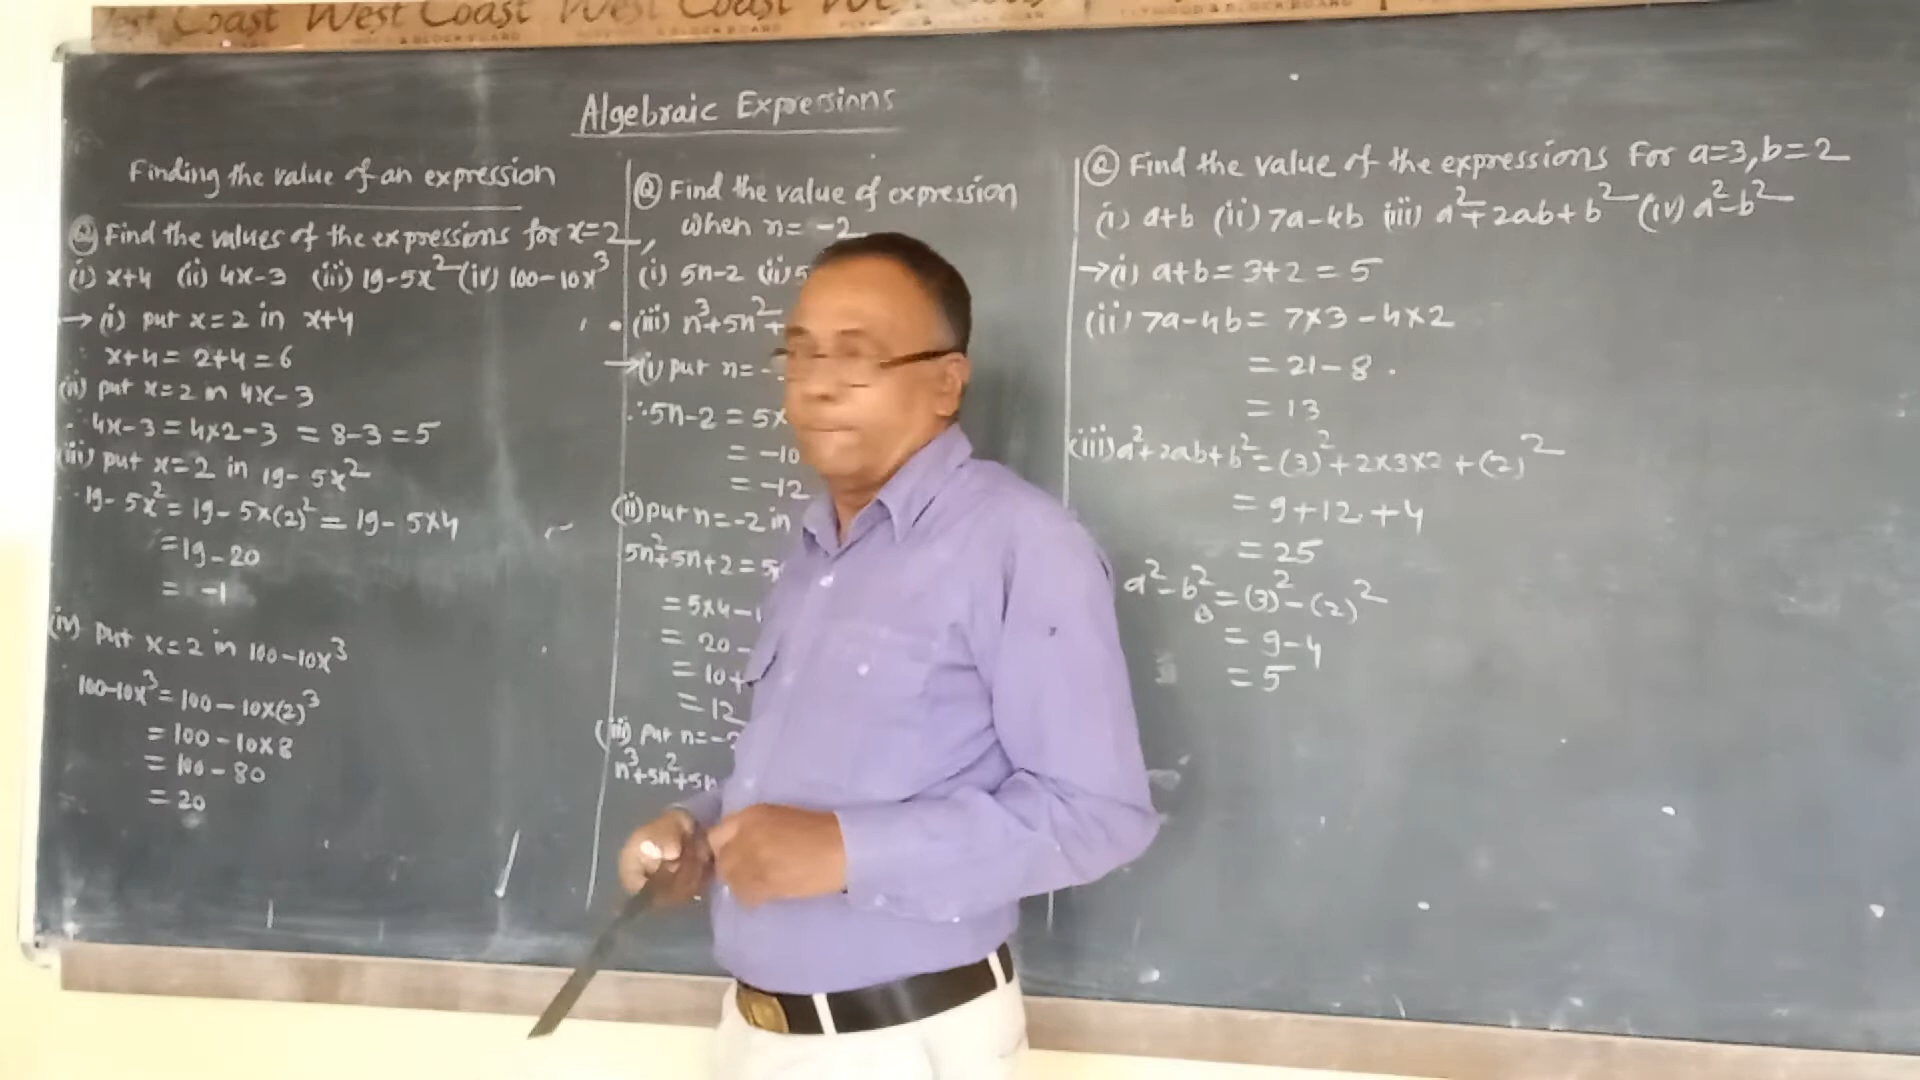 West Coast West Coast West Coast
Algebraic Expressions
Finding the value of an expression
Q Find the values of the expressions for x=2,
(i) x+4 (ii) 4x-3 (iii) 19-5x² (iv) 100-10x³
→ (i) put x=2 in x+4
x+4 = 2+4 = 6
(ii) put x=2 in 4x-3
∴ 4x-3 = 4x2-3 = 8-3 = 5
(iii) put x=2 in 19-5x²
∴ 19-5x² = 19-5x(2)² = 19-5x4
= 19-20
= -1
(iv) put x=2 in 100-10x³
100-10x³ = 100-10x(2)³
= 100-10x8
= 100-80
= 20
Q Find the value of expression
when n= -2
(i) 5n-2 (ii) 5
(iii) n³+5n²+
→ (i) put n= -
∴ 5n-2 = 5x
= -10
= -12
(ii) put n=-2 in
5n²+5n+2 = 5
= 5x4-1
= 20-
= 10+
= 12
(iii) put n=-2
n³+5n²+5n
Q Find the value of the expressions For a=3, b=2
(i) a+b (ii) 7a-4b (iii) a²+2ab+b² (iv) a²-b²
→ (i) a+b = 3+2 = 5
(ii) 7a-4b = 7x3-4x2
= 21-8
= 13
(iii) a²+2ab+b² = (3)²+2x3x2+(2)²
= 9+12+4
= 25
a²-b² = (3)²-(2)²
= 9-4
= 5